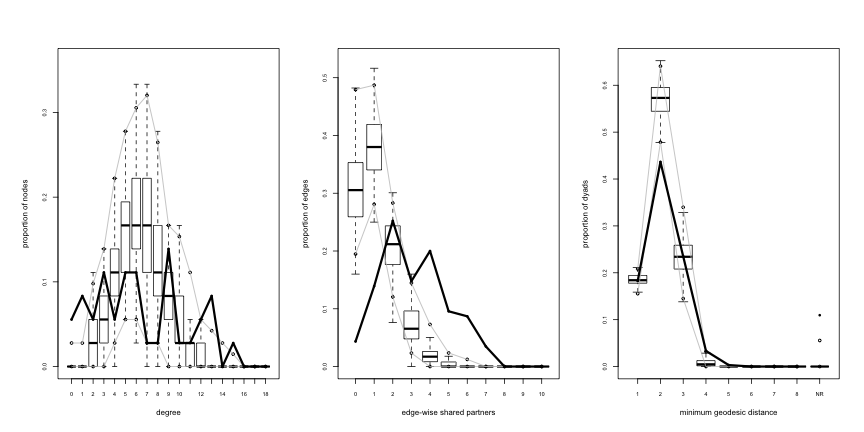 proportion of nodes
0.0
0.1
0.2
0.3
0 1 2 3 4 5 6 7 8 9 10 12 14 16 18
degree
proportion of edges
0.0
0.1
0.2
0.3
0.4
0.5
0 1 2 3 4 5 6 7 8 9 10
edge-wise shared partners
proportion of dyads
0.0
0.1
0.2
0.3
0.4
0.5
0.6
1 2 3 4 5 6 7 8 NR
minimum geodesic distance